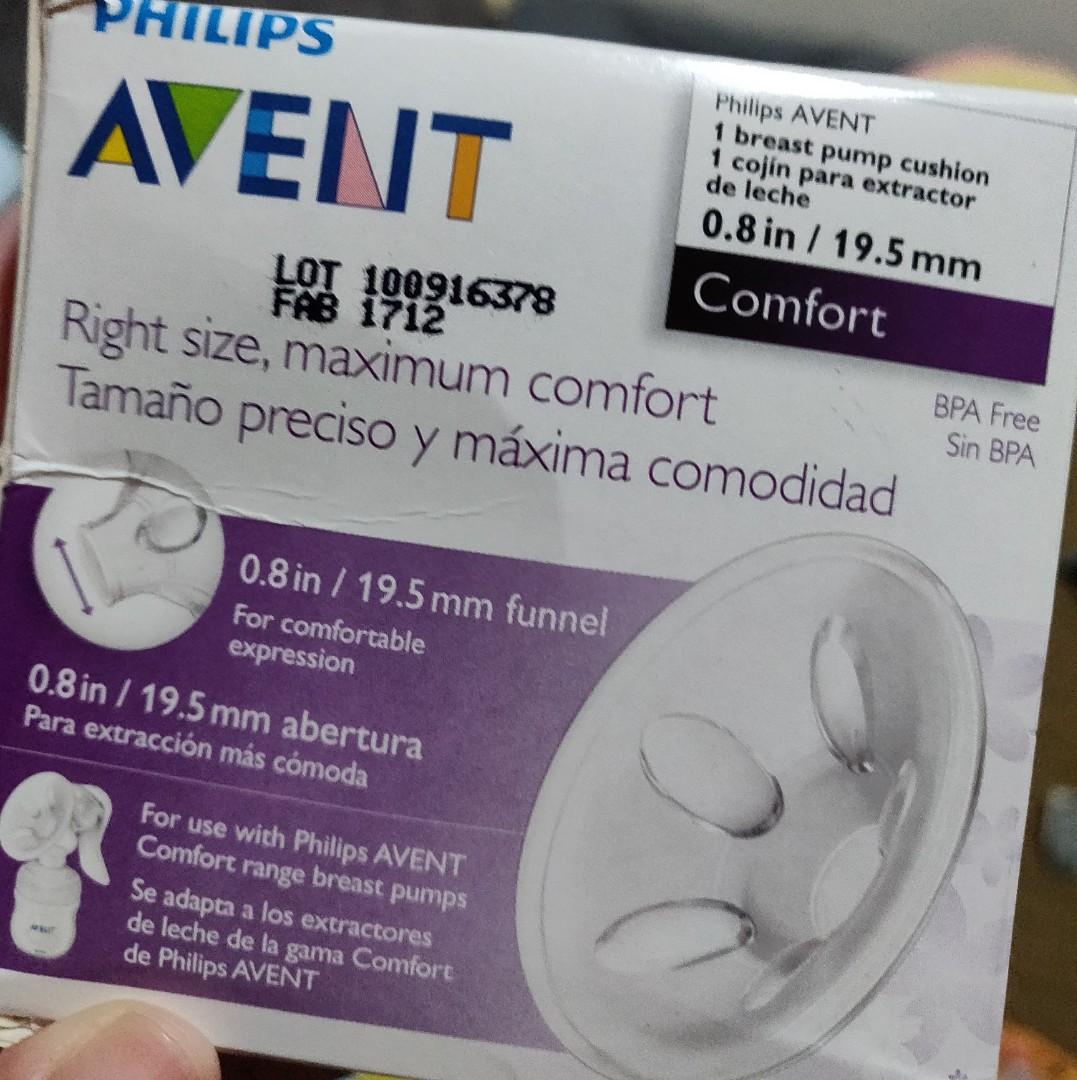 PHILIPS
AVENT
Philips AVENT
1 breast pump cushion
1 cojín para extractor
de leche
0.8 in / 19.5 mm
Comfort
LOT 100916378
FAB 1712
Right size, maximum comfort
Tamaño preciso y máxima comodidad
BPA Free
Sin BPA
0.8 in / 19.5 mm funnel
For comfortable
expression
0.8 in / 19.5 mm abertura
Para extracción más cómoda
For use with Philips AVENT
Comfort range breast pumps
Se adapta a los extractores
de leche de la gama Comfort
de Philips AVENT
AVENT